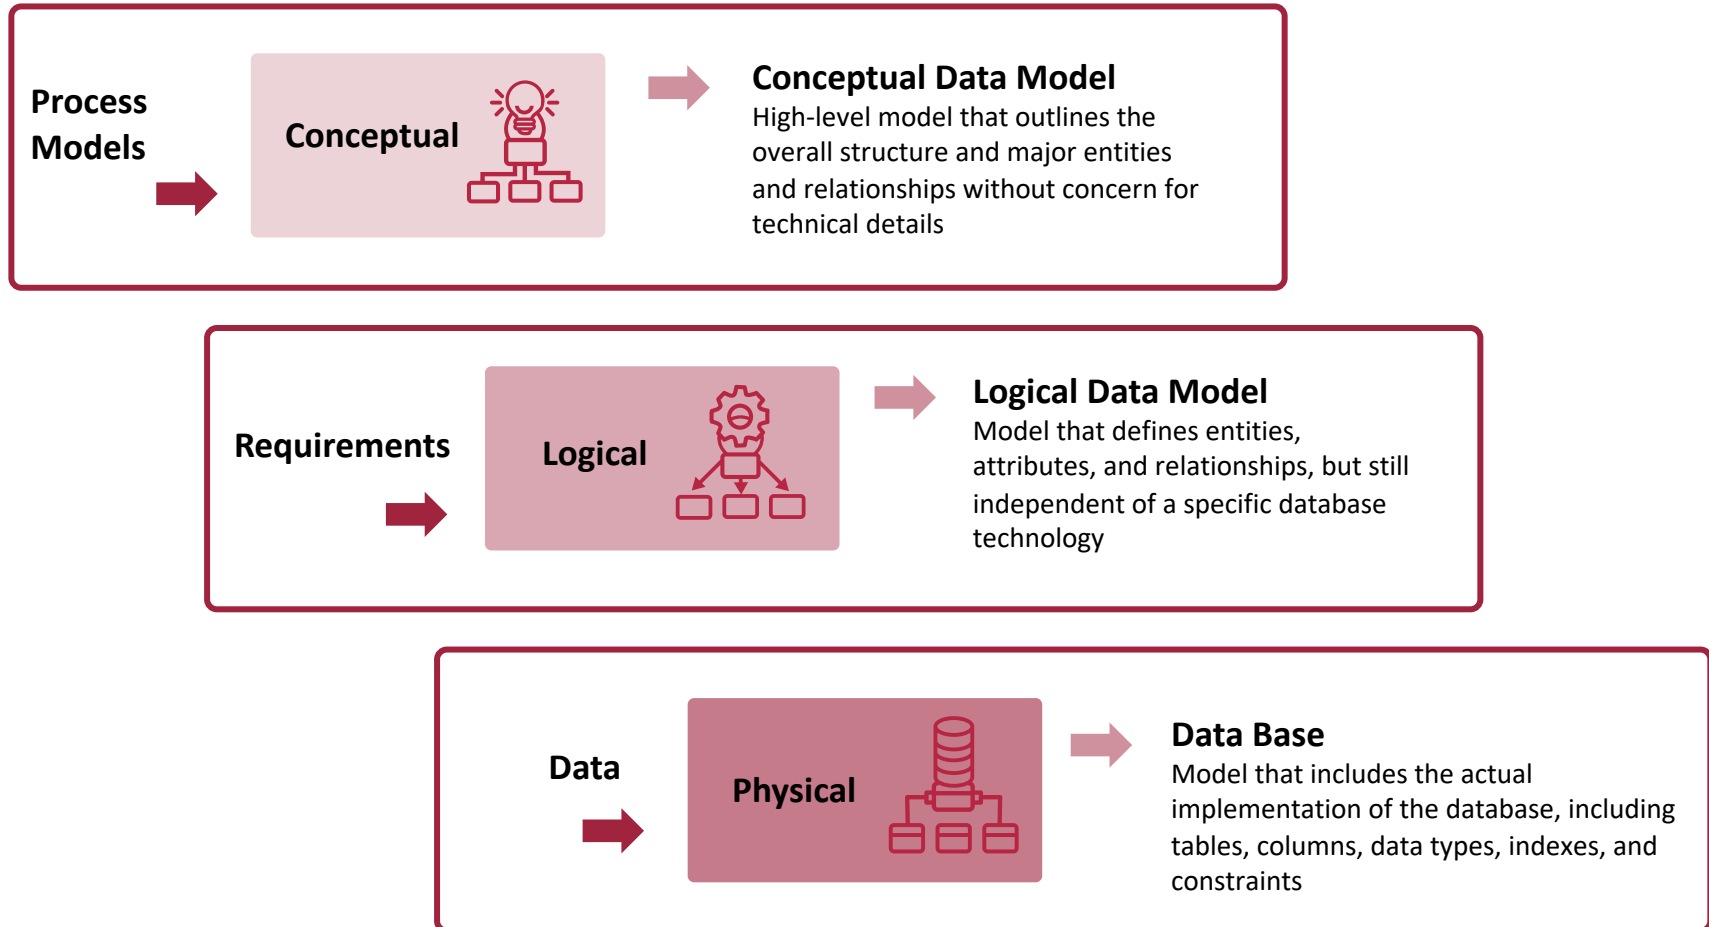 Process
Models
Conceptual
Conceptual Data Model
High-level model that outlines the
overall structure and major entities
and relationships without concern for
technical details
Requirements
Logical
Logical Data Model
Model that defines entities,
attributes, and relationships, but still
independent of a specific database
technology
Data
Physical
Data Base
Model that includes the actual
implementation of the database, including
tables, columns, data types, indexes, and
constraints